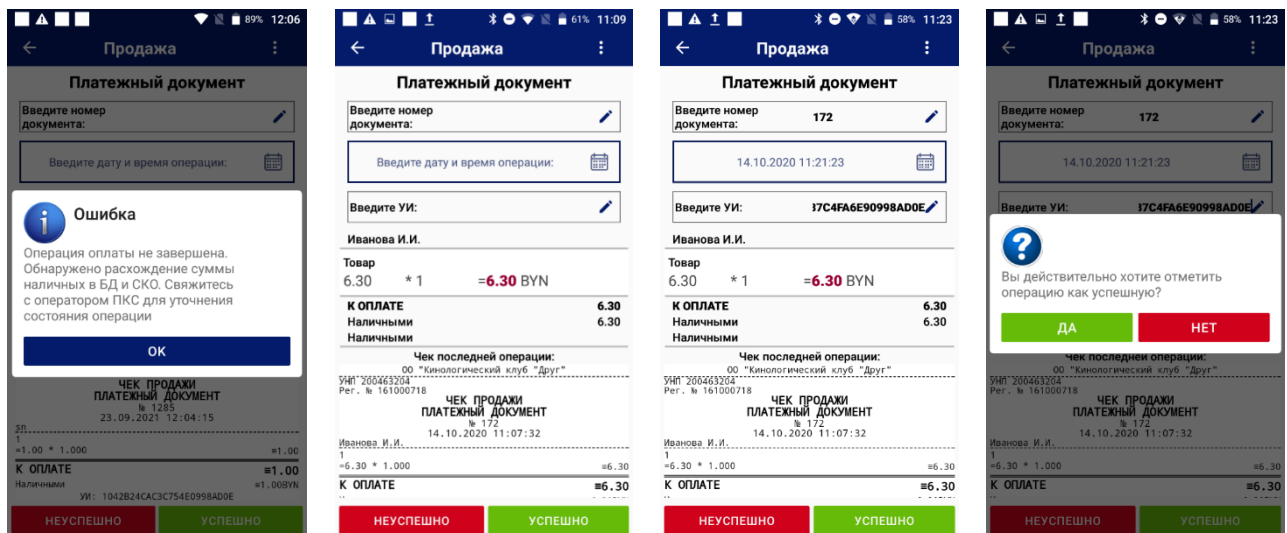 89% 12:06
Продажа
Платежный документ
Введите номер
документа:
Введите дату и время операции:
Ошибка
Операция оплаты не завершена.
Обнаружено расхождение суммы
наличных в БД и СКО. Свяжитесь
с оператором ПКС для уточнения
состояния операции
ОК
ЧЕК ПРОДАЖИ
ПЛАТЕЖНЫЙ ДОКУМЕНТ
№ 1285
23.09.2021 12:04:15
sn
1
=1.00 * 1.000 ≡1.00
К ОПЛАТЕ ≡1.00
Наличными ≡1.00BYN
УИ: 1042B24CAC3C754E0998AD0E
НЕУСПЕШНО УСПЕШНО
61% 11:09
Продажа
Платежный документ
Введите номер
документа:
Введите дату и время операции:
Введите УИ:
Иванова И.И.
Товар
6.30 * 1 =6.30 BYN
К ОПЛАТЕ 6.30
Наличными 6.30
Наличными
Чек последней операции:
ОО "Кинологический клуб "Друг"
УНП 200463204
Рег. № 161000718
ЧЕК ПРОДАЖИ
ПЛАТЕЖНЫЙ ДОКУМЕНТ
№ 172
14.10.2020 11:07:32
Иванова И.И.
1
=6.30 * 1.000 ≡6.30
К ОПЛАТЕ ≡6.30
НЕУСПЕШНО УСПЕШНО
58% 11:23
Продажа
Платежный документ
Введите номер
документа: 172
14.10.2020 11:21:23
Введите УИ: 37C4FA6E90998AD0E
Иванова И.И.
Товар
6.30 * 1 =6.30 BYN
К ОПЛАТЕ 6.30
Наличными 6.30
Наличными
Чек последней операции:
ОО "Кинологический клуб "Друг"
УНП 200463204
Рег. № 161000718
ЧЕК ПРОДАЖИ
ПЛАТЕЖНЫЙ ДОКУМЕНТ
№ 172
14.10.2020 11:07:32
Иванова И.И.
1
=6.30 * 1.000 ≡6.30
К ОПЛАТЕ ≡6.30
НЕУСПЕШНО УСПЕШНО
58% 11:23
Продажа
Платежный документ
Введите номер
документа: 172
14.10.2020 11:21:23
Введите УИ: 37C4FA6E90998AD0E
Вы действительно хотите отметить
операцию как успешную?
ДА НЕТ
Чек последней операции:
ОО "Кинологический клуб "Друг"
УНП 200463204
Рег. № 161000718
ЧЕК ПРОДАЖИ
ПЛАТЕЖНЫЙ ДОКУМЕНТ
№ 172
14.10.2020 11:07:32
Иванова И.И.
1
=6.30 * 1.000 ≡6.30
К ОПЛАТЕ ≡6.30
НЕУСПЕШНО УСПЕШНО